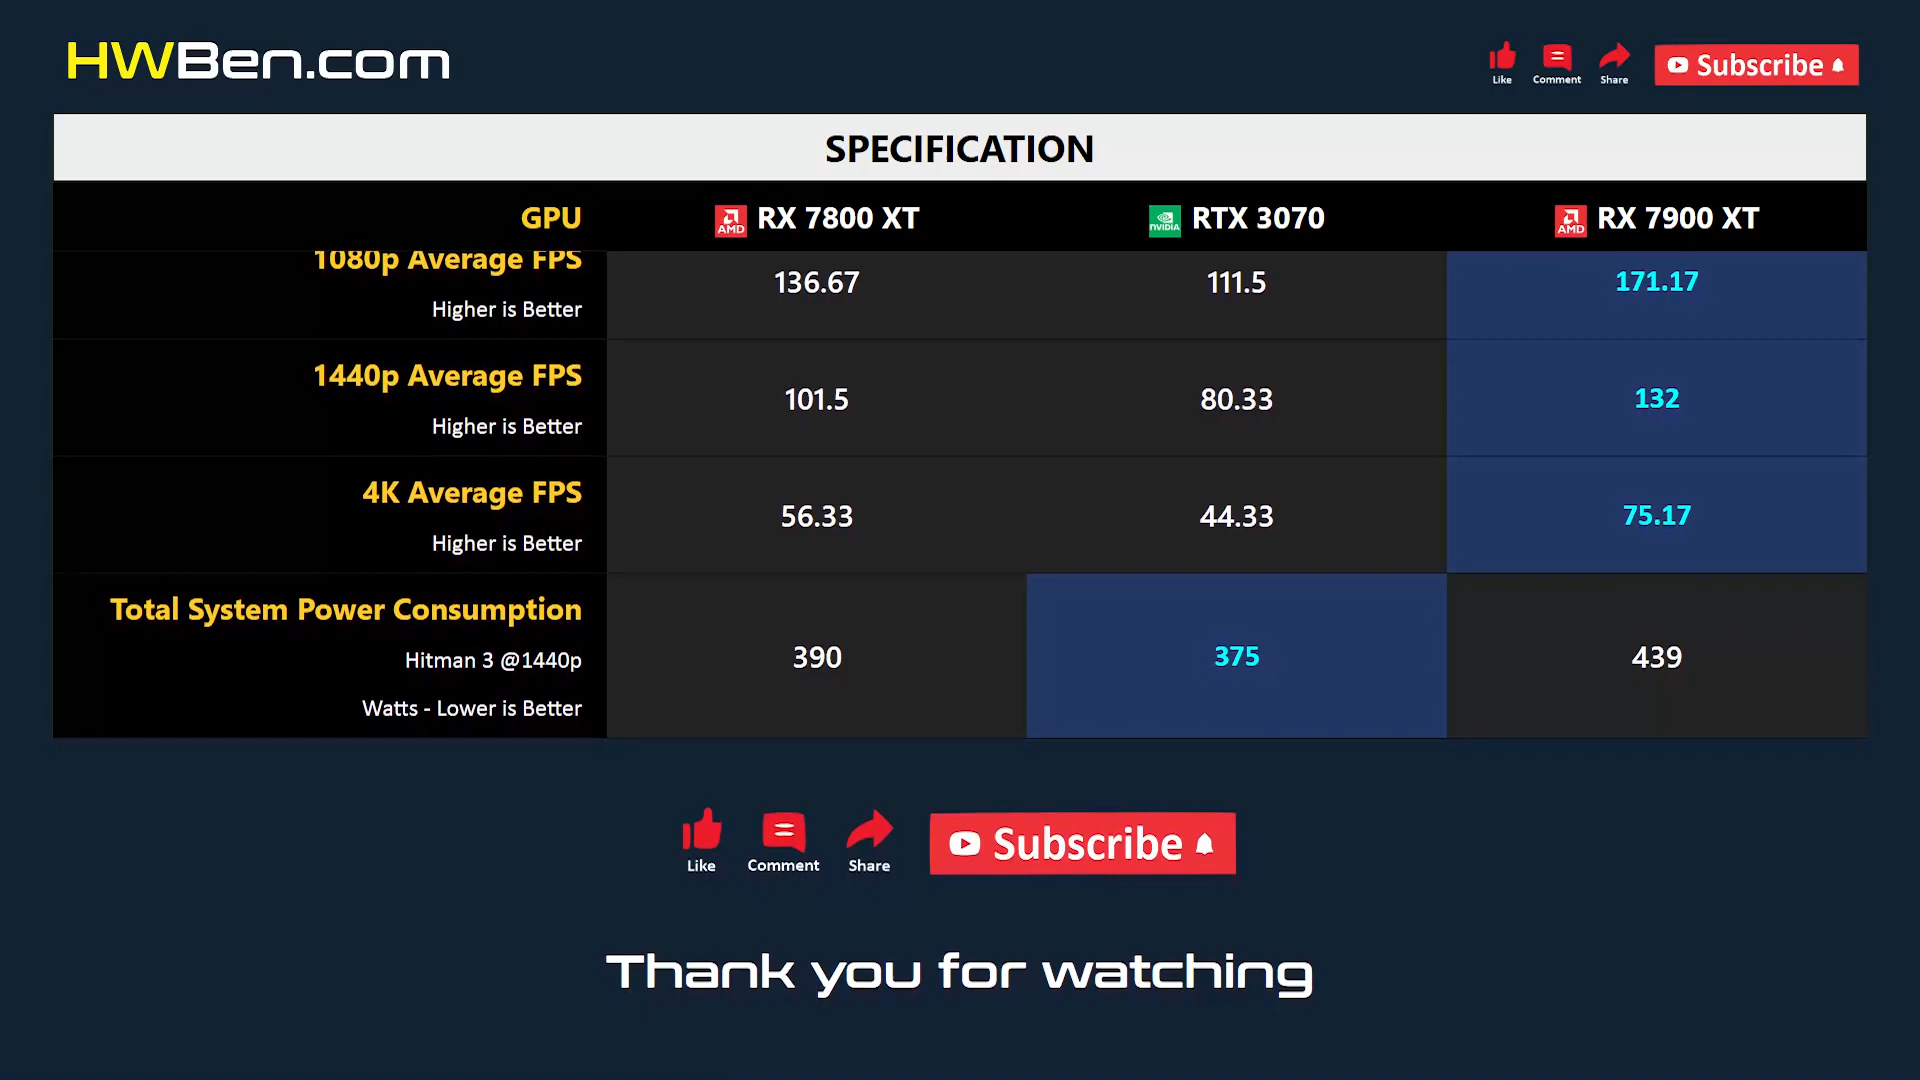 HWBen.com
Like Comment Share Subscribe
SPECIFICATION
GPU AMD RX 7800 XT NVIDIA RTX 3070 AMD RX 7900 XT
1080p Average FPS
136.67 111.5 171.17
Higher is Better
1440p Average FPS
101.5 80.33 132
Higher is Better
4K Average FPS
56.33 44.33 75.17
Higher is Better
Total System Power Consumption
Hitman 3 @1440p
390 375 439
Watts - Lower is Better
Like Comment Share Subscribe
Thank you for watching